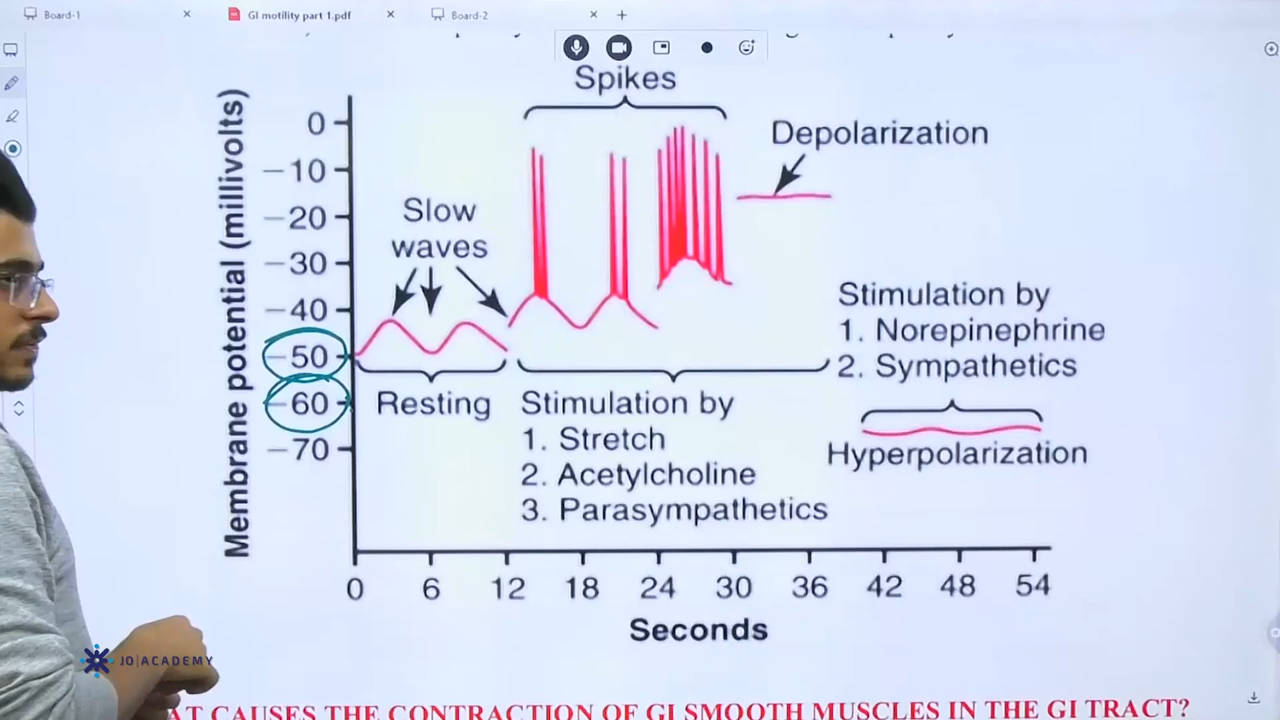 Board-1
GI motility part 1.pdf
Board-2
Spikes
0
Depolarization
−10
−20
Slow
waves
−30
Stimulation by
1. Norepinephrine
2. Sympathetics
−40
−50
−60
Resting
Stimulation by
1. Stretch
2. Acetylcholine
3. Parasympathetics
−70
Hyperpolarization
Membrane potential (millivolts)
0 6 12 18 24 30 36 42 48 54
Seconds
JO ACADEMY
AT CAUSES THE CONTRACTION OF GI SMOOTH MUSCLES IN THE GI TRACT?